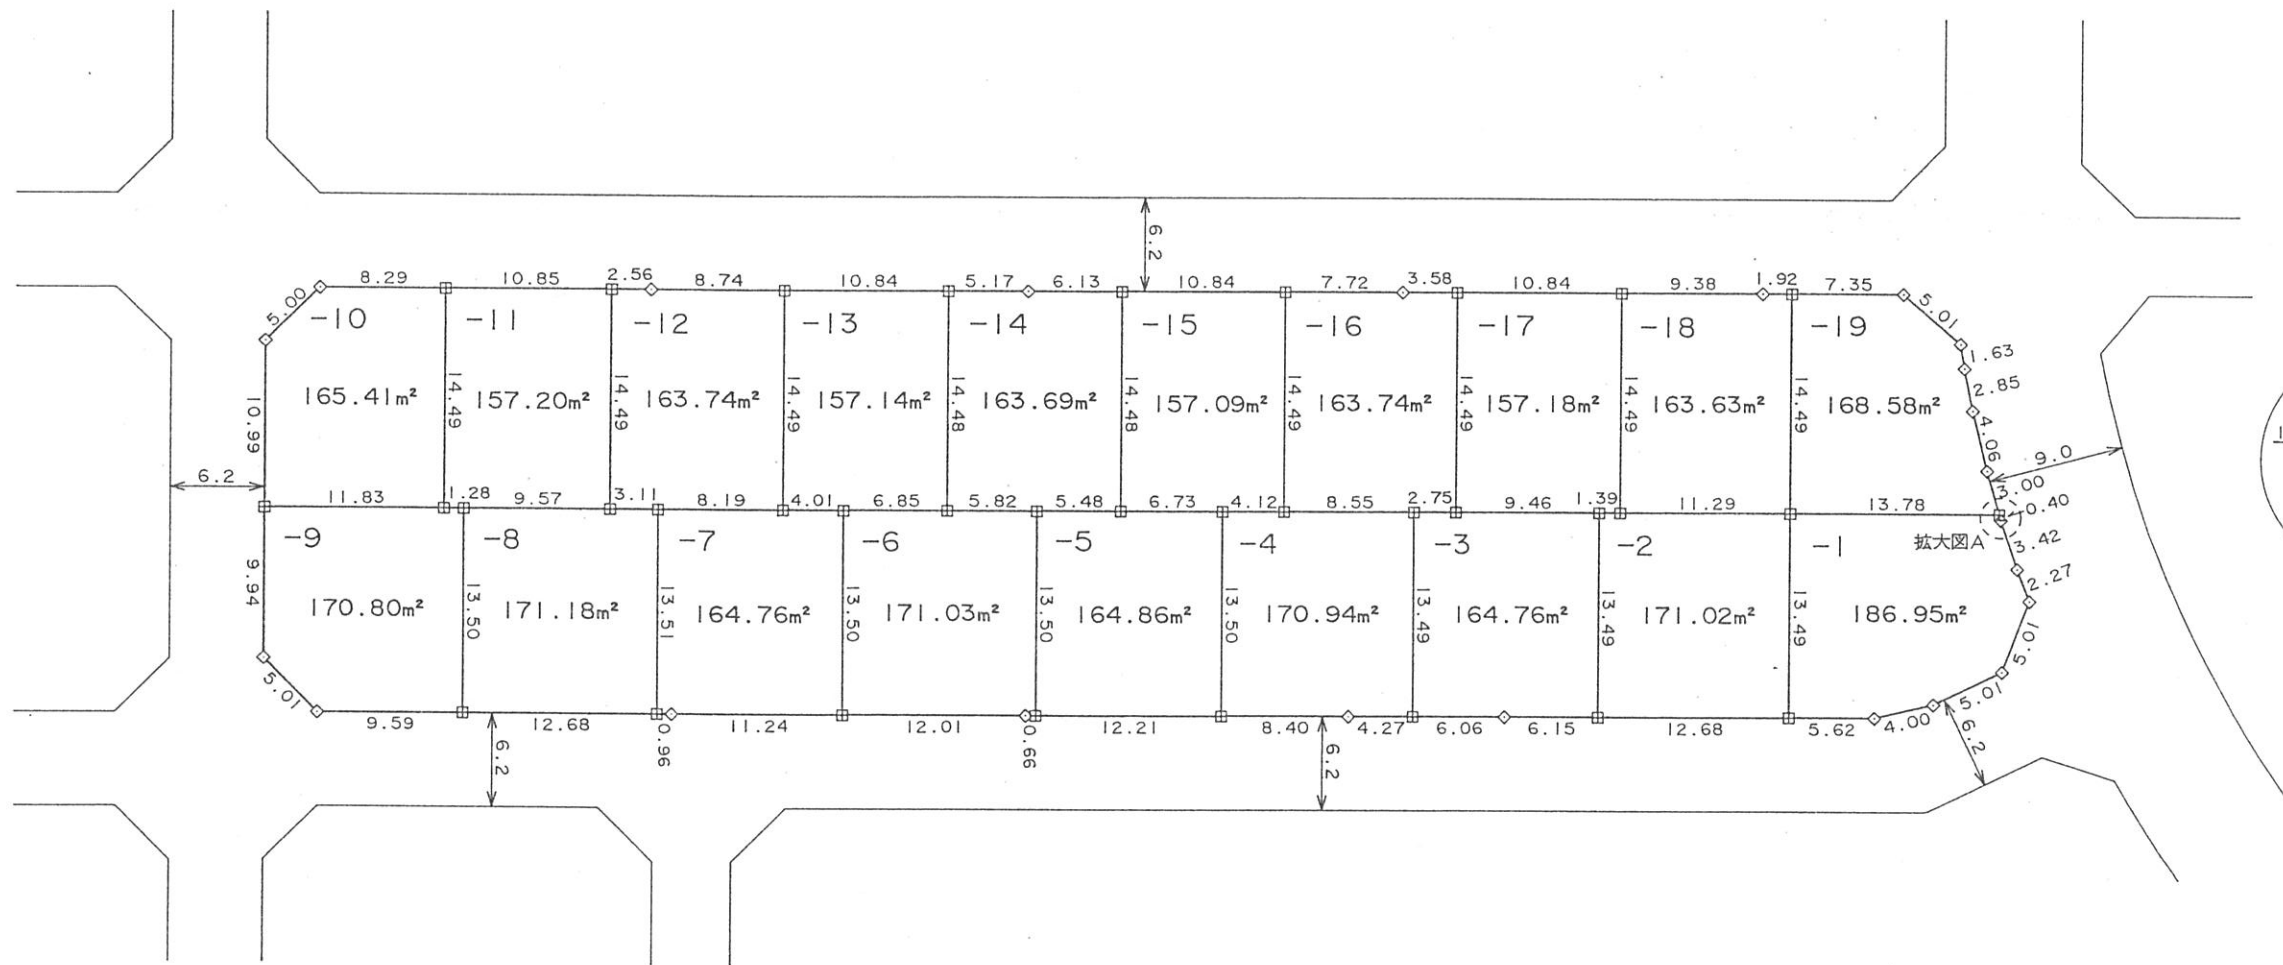 6.2
8.29 10.85 2.56 8.74 10.84 5.17 6.13 10.84 7.72 3.58 10.84 9.38 1.92 7.35
5.00 5.01
-10 -11 -12 -13 -14 -15 -16 -17 -18 -19
1.63
2.85
165.41m² 157.20m² 163.74m² 157.14m² 163.69m² 157.09m² 163.74m² 157.18m² 163.63m² 168.58m²
10.99 14.49 14.49 14.49 14.48 14.48 14.49 14.49 14.49 14.49
4.06
9.0
6.2
3.00
11.83 1.28 9.57 3.11 8.19 4.01 6.85 5.82 5.48 6.73 4.12 8.55 2.75 9.46 1.39 11.29 13.78
0.40
-9 -8 -7 -6 -5 -4 -3 -2 -1
拡大図A
3.42
2.27
9.94 13.50 13.51 13.50 13.50 13.50 13.49 13.49 13.49
170.80m² 171.18m² 164.76m² 171.03m² 164.86m² 170.94m² 164.76m² 171.02m² 186.95m²
5.01
5.01 5.01
9.59 12.68 0.96 11.24 12.01 0.66 12.21 8.40 4.27 6.06 6.15 12.68 5.62 4.00
6.2 6.2 6.2